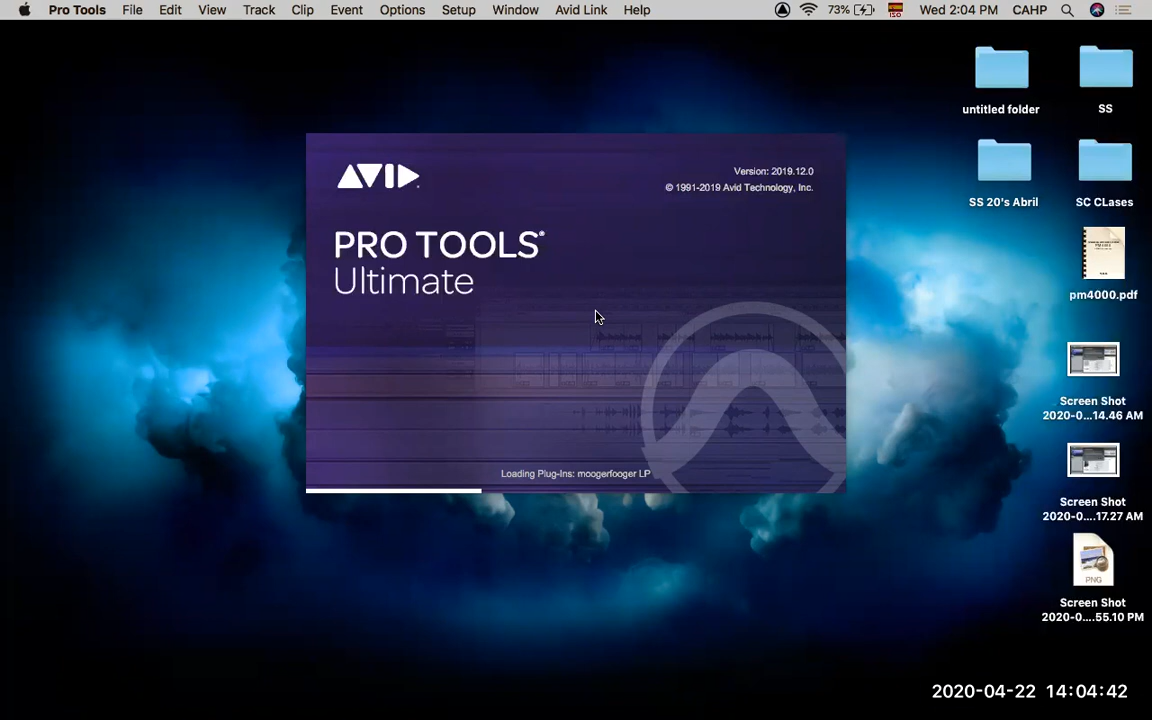 Pro Tools File Edit View Track Clip Event Options Setup Window Avid Link Help 73% ISO Wed 2:04 PM CAHP
untitled folder
SS
SS 20's Abril
SC CLases
pm4000.pdf
Screen Shot
2020-0...14.46 AM
Screen Shot
2020-0....17.27 AM
PNG
Screen Shot
2020-0....55.10 PM
AVID
Version: 2019.12.0
© 1991-2019 Avid Technology, Inc.
PRO TOOLS®
Ultimate
Loading Plug-Ins: moogerfooger LP
2020-04-22 14:04:42